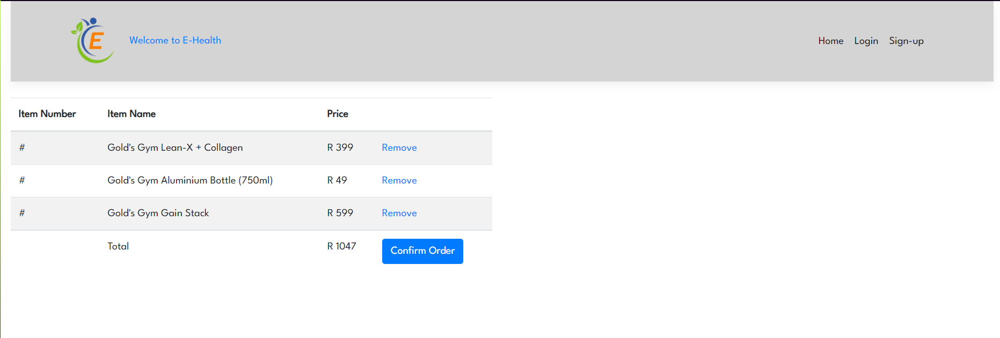 E
Welcome to E-Health
Home Login Sign-up
Item Number Item Name Price
# Gold's Gym Lean-X + Collagen R 399 Remove
# Gold's Gym Aluminium Bottle (750ml) R 49 Remove
# Gold's Gym Gain Stack R 599 Remove
Total R 1047 Confirm Order